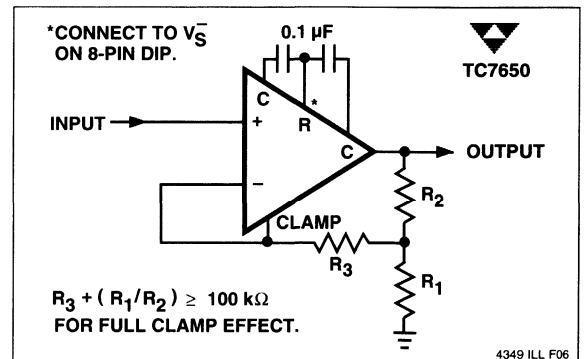 *CONNECT TO V_S^-
ON 8-PIN DIP.
0.1 µF
TC7650
C
*
R
INPUT
+
C
OUTPUT
−
R2
CLAMP
R3
R1
R3 + ( R1/R2 ) ≥ 100 kΩ
FOR FULL CLAMP EFFECT.
4349 ILL F06